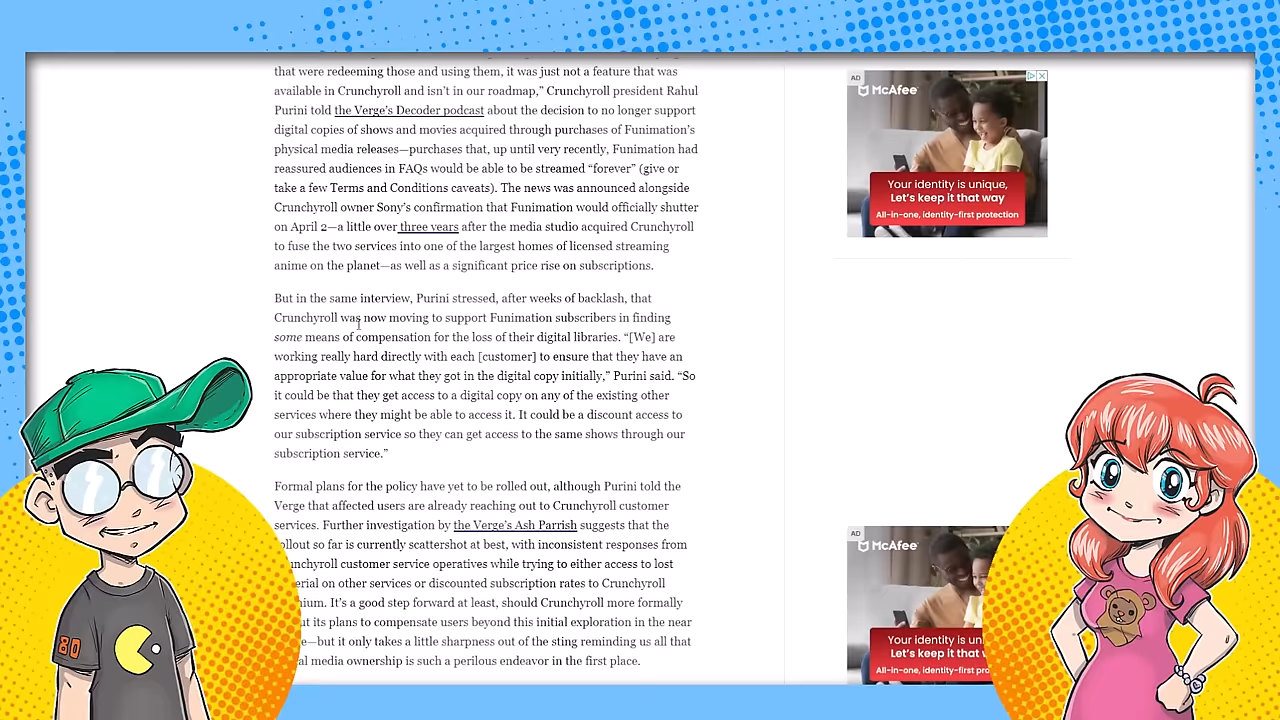 that were redeeming those and using them, it was just not a feature that was
available in Crunchyroll and isn't in our roadmap,” Crunchyroll president Rahul
Purini told the Verge's Decoder podcast about the decision to no longer support
digital copies of shows and movies acquired through purchases of Funimation's
physical media releases—purchases that, up until very recently, Funimation had
reassured audiences in FAQs would be able to be streamed “forever” (give or
take a few Terms and Conditions caveats). The news was announced alongside
Crunchyroll owner Sony's confirmation that Funimation would officially shutter
on April 2—a little over three years after the media studio acquired Crunchyroll
to fuse the two services into one of the largest homes of licensed streaming
anime on the planet—as well as a significant price rise on subscriptions.
But in the same interview, Purini stressed, after weeks of backlash, that
Crunchyroll was now moving to support Funimation subscribers in finding
some means of compensation for the loss of their digital libraries. “[We] are
working really hard directly with each [customer] to ensure that they have an
appropriate value for what they got in the digital copy initially,” Purini said. “So
it could be that they get access to a digital copy on any of the existing other
services where they might be able to access it. It could be a discount access to
our subscription service so they can get access to the same shows through our
subscription service.”
Formal plans for the policy have yet to be rolled out, although Purini told the
Verge that affected users are already reaching out to Crunchyroll customer
services. Further investigation by the Verge's Ash Parrish suggests that the
ollout so far is currently scattershot at best, with inconsistent responses from
nchyroll customer service operatives while trying to either access to lost
erial on other services or discounted subscription rates to Crunchyroll
ium. It's a good step forward at least, should Crunchyroll more formally
ut its plans to compensate users beyond this initial exploration in the near
—but it only takes a little sharpness out of the sting reminding us all that
al media ownership is such a perilous endeavor in the first place.
AD
McAfee
Your identity is unique,
Let's keep it that way
All-in-one, identity-first protection
AD
McAfee
Your identity is un
Let's keep it that
All-in-one, identity-first pro
80